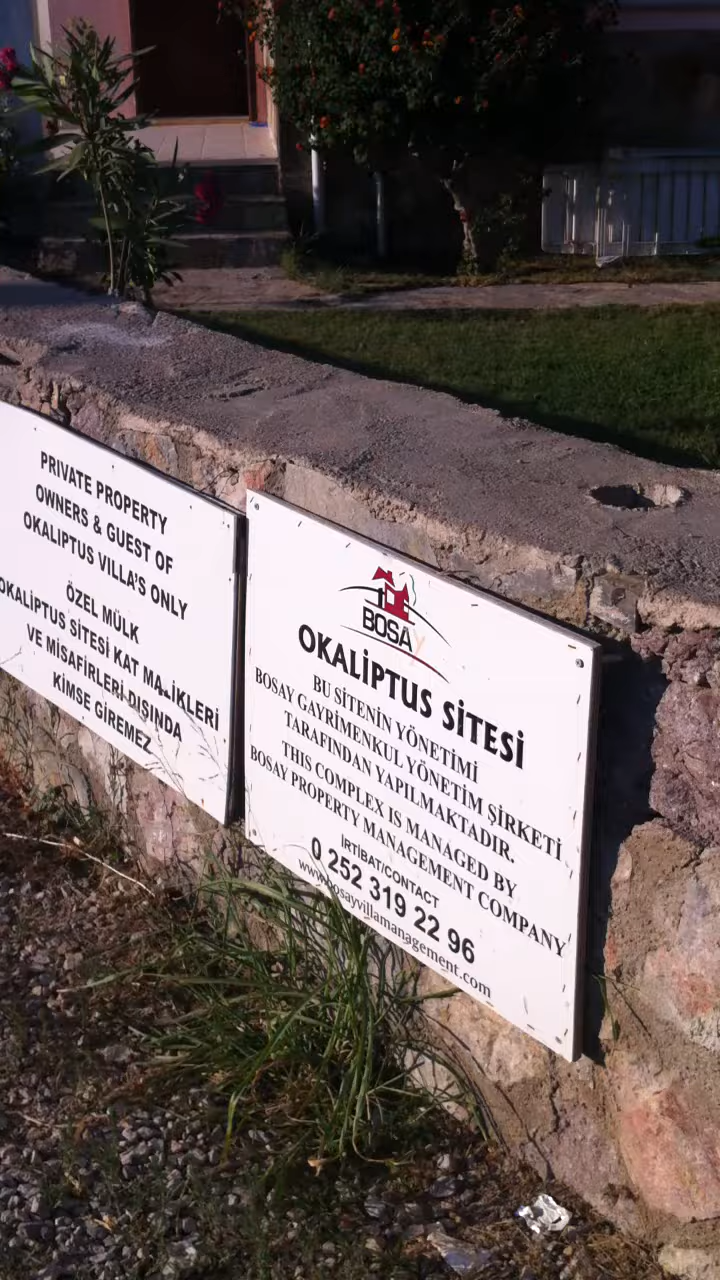 PRIVATE PROPERTY
OWNERS & GUEST OF
OKALIPTUS VILLA'S ONLY
ÖZEL MÜLK
OKALİPTUS SİTESİ KAT MALİKLERİ
VE MİSAFİRLERİ DIŞINDA
KİMSE GİREMEZ
BOSAY
OKALİPTUS SİTESİ
BU SİTENİN YÖNETİMİ
BOSAY GAYRİMENKUL YÖNETİM ŞİRKETİ
TARAFINDAN YAPILMAKTADIR.
THIS COMPLEX IS MANAGED BY
BOSAY PROPERTY MANAGEMENT COMPANY
İRTİBAT/CONTACT
0 252 319 22 96
www.bosayvillamanagement.com